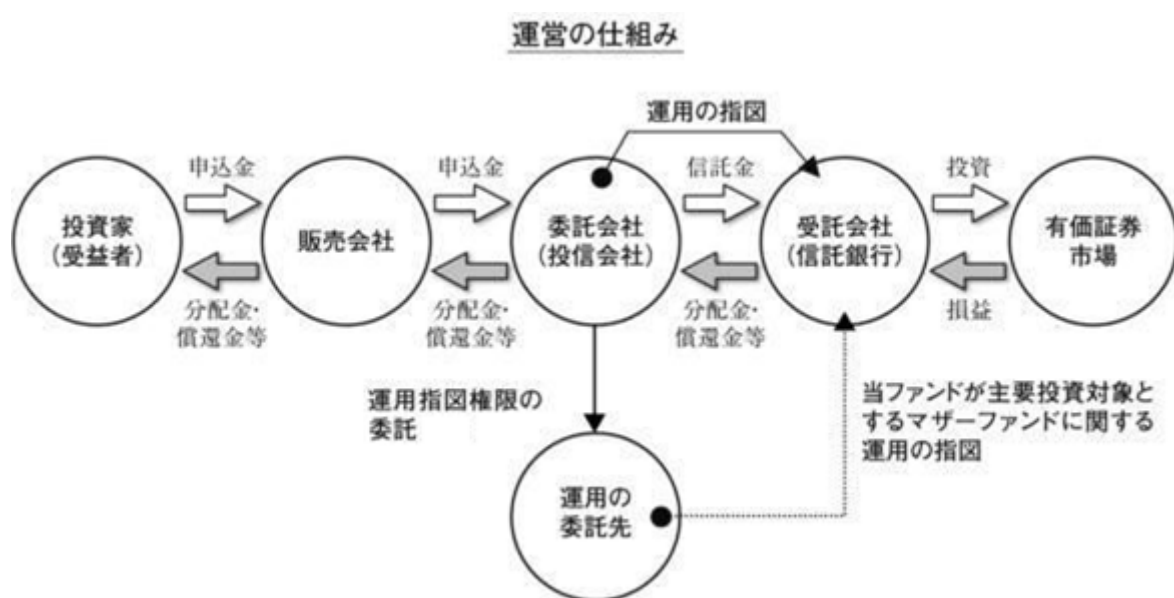 運営の仕組み
運用の指図
申込金
申込金
信託金
投資
投資家
(受益者)
販売会社
委託会社
(投信会社)
受託会社
(信託銀行)
有価証券
市場
分配金・
償還金等
分配金・
償還金等
分配金・
償還金等
損益
運用指図権限の
委託
当ファンドが主要投資対象と
するマザーファンドに関する
運用の指図
運用の
委託先